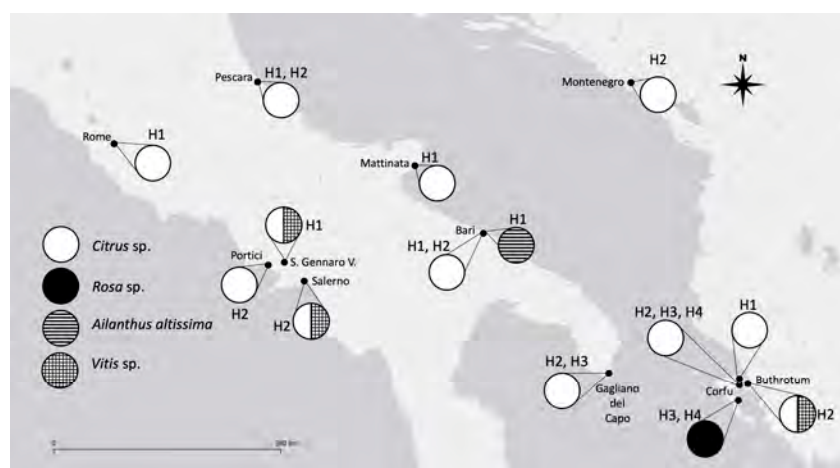 H1, H2
Pescara
H2
Montenegro
N
Rome
H1
Mattinata
H1
H1
Bari
H1
H1, H2
Citrus sp.
Portici
S. Gennaro V.
Salerno
H2
H2
Rosa sp.
Ailanthus altissima
Vitis sp.
H2, H3, H4
H1
H2, H3
Gagliano
del
Capo
Corfu
Buthrotum
H3, H4
H2
0